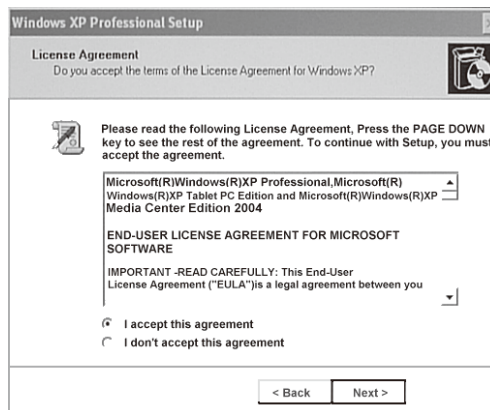 Windows XP Professional Setup
License Agreement
Do you accept the terms of the License Agreement for Windows XP?
Please read the following License Agreement, Press the PAGE DOWN
key to see the rest of the agreement. To continue with Setup, you must
accept the agreement.
Microsoft(R)Windows(R)XP Professional,Microsoft(R)
Windows(R)XP Tablet PC Edition and Microsoft(R)Windows(R)XP
Media Center Edition 2004
END-USER LICENSE AGREEMENT FOR MICROSOFT
SOFTWARE
IMPORTANT -READ CAREFULLY: This End-User
License Agreement ("EULA")is a legal agreement between you
I accept this agreement
I don't accept this agreement
< Back Next >